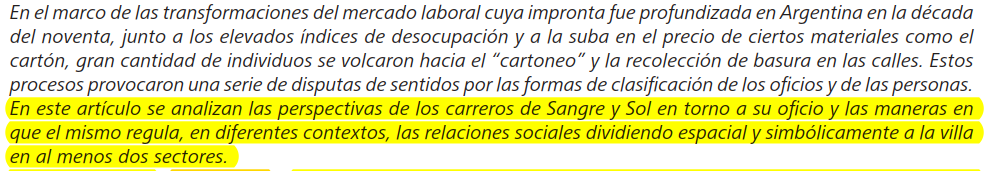 En el marco de las transformaciones del mercado laboral cuya impronta fue profundizada en Argentina en la década
del noventa, junto a los elevados índices de desocupación y a la suba en el precio de ciertos materiales como el
cartón, gran cantidad de individuos se volcaron hacia el “cartoneo” y la recolección de basura en las calles. Estos
procesos provocaron una serie de disputas de sentidos por las formas de clasificación de los oficios y de las personas.
En este artículo se analizan las perspectivas de los carreros de Sangre y Sol en torno a su oficio y las maneras en
que el mismo regula, en diferentes contextos, las relaciones sociales dividiendo espacial y simbólicamente a la villa
en al menos dos sectores.